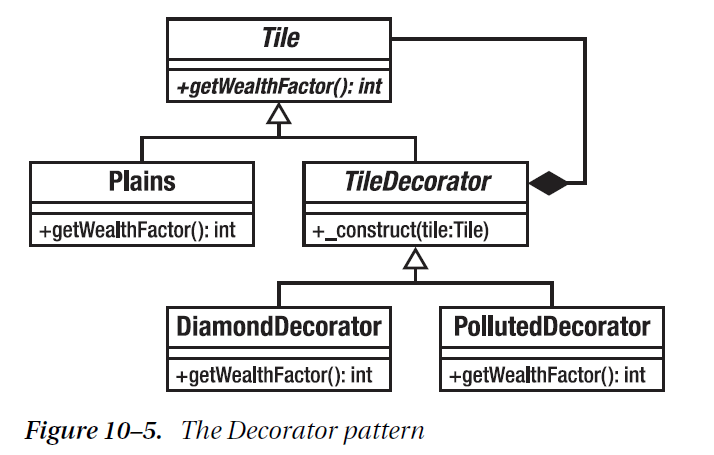 Tile
+getWealthFactor(): int
Plains
+getWealthFactor(): int
TileDecorator
+_construct(tile:Tile)
DiamondDecorator
+getWealthFactor(): int
PollutedDecorator
+getWealthFactor(): int
Figure 10–5. The Decorator pattern